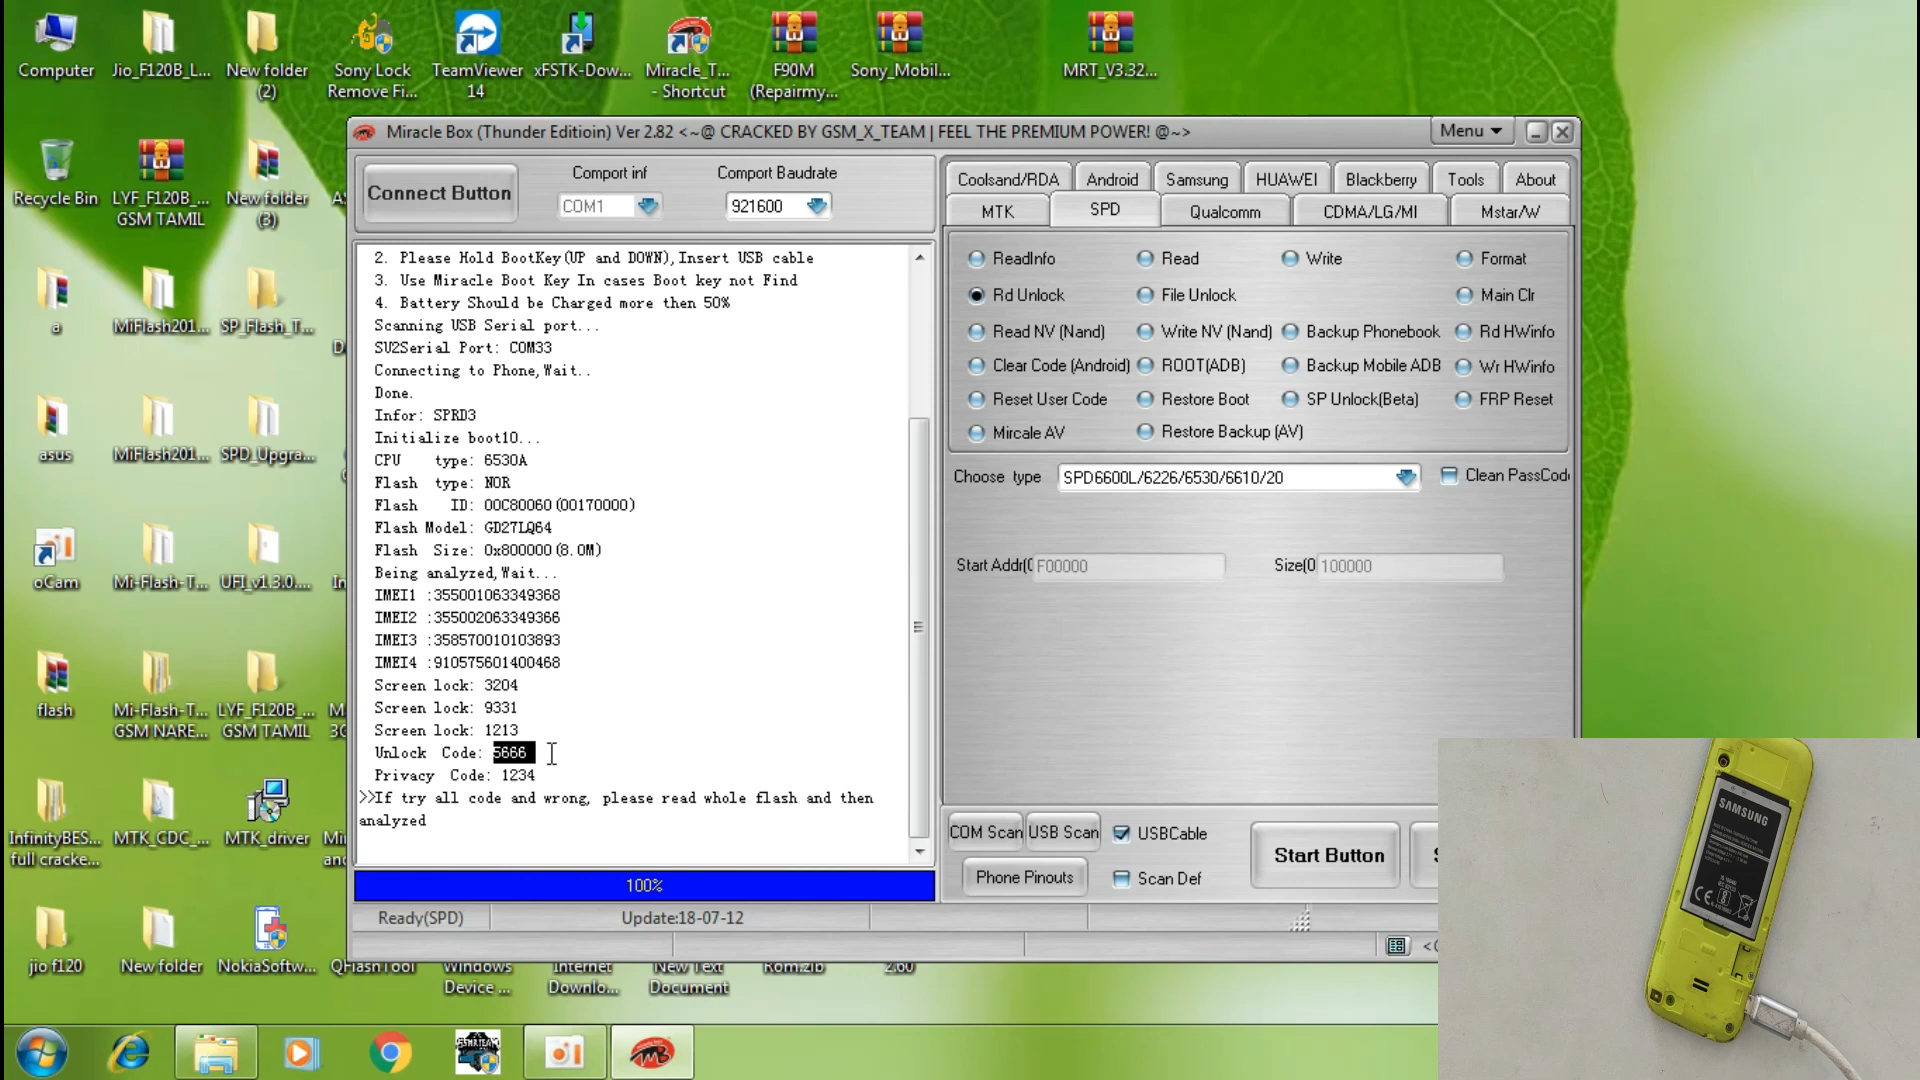 Computer
Jio_F120B_L...
New folder
(2)
Sony Lock
Remove Fi...
TeamViewer
14
xFSTK-Dow...
Miracle_T...
- Shortcut
F90M
(Repairmy...
Sony_Mobil...
MRT_V3.32...
Recycle Bin
LYF_F120B_...
GSM TAMIL
New folder
(3)
a
MiFlash201...
SP_Flash_T...
asus
MiFlash201...
SPD_Upgra...
oCam
Mi-Flash-T...
UFI_v1.3.0....
flash
Mi-Flash-T...
GSM NARE...
LYF_F120B_...
GSM TAMIL
InfinityBES...
full cracke...
MTK_CDC_...
MTK_driver
jio f120
New folder
NokiaSoftw...
QFlashTool
Windows
Device ...
Internet
Downlo...
New Text
Document
Rom.zip
2.60
Miracle Box (Thunder Editioin) Ver 2.82 <~@ CRACKED BY GSM_X_TEAM | FEEL THE PREMIUM POWER! @~>
Menu
Connect Button
Comport inf
COM1
Comport Baudrate
921600
2. Please Hold BootKey(UP and DOWN),Insert USB cable
3. Use Miracle Boot Key In cases Boot key not Find
4. Battery Should be Charged more then 50%
Scanning USB Serial port...
SU2Serial Port: COM33
Connecting to Phone,Wait..
Done.
Infor: SPRD3
Initialize boot10...
CPU type: 6530A
Flash type: NOR
Flash ID: 00C80060(00170000)
Flash Model: GD27LQ64
Flash Size: 0x800000(8.0M)
Being analyzed,Wait...
IMEI1 :355001063349368
IMEI2 :355002063349366
IMEI3 :358570010103893
IMEI4 :910575601400468
Screen lock: 3204
Screen lock: 9331
Screen lock: 1213
Unlock Code: 5666
Privacy Code: 1234
>>If try all code and wrong, please read whole flash and then
analyzed
100%
Ready(SPD)
Update:18-07-12
Coolsand/RDA Android Samsung HUAWEI Blackberry Tools About
MTK SPD Qualcomm CDMA/LG/MI Mstar/W
ReadInfo Read Write Format
Rd Unlock File Unlock Main Clr
Read NV (Nand) Write NV (Nand) Backup Phonebook Rd HWinfo
Clear Code (Android) ROOT(ADB) Backup Mobile ADB Wr HWinfo
Reset User Code Restore Boot SP Unlock(Beta) FRP Reset
Mircale AV Restore Backup (AV)
Choose type SPD6600L/6226/6530/6610/20 Clean PassCod
Start Addr(0 F00000 Size(0 100000
COM Scan USB Scan USBCable
Phone Pinouts Scan Def
Start Button
SAMSUNG